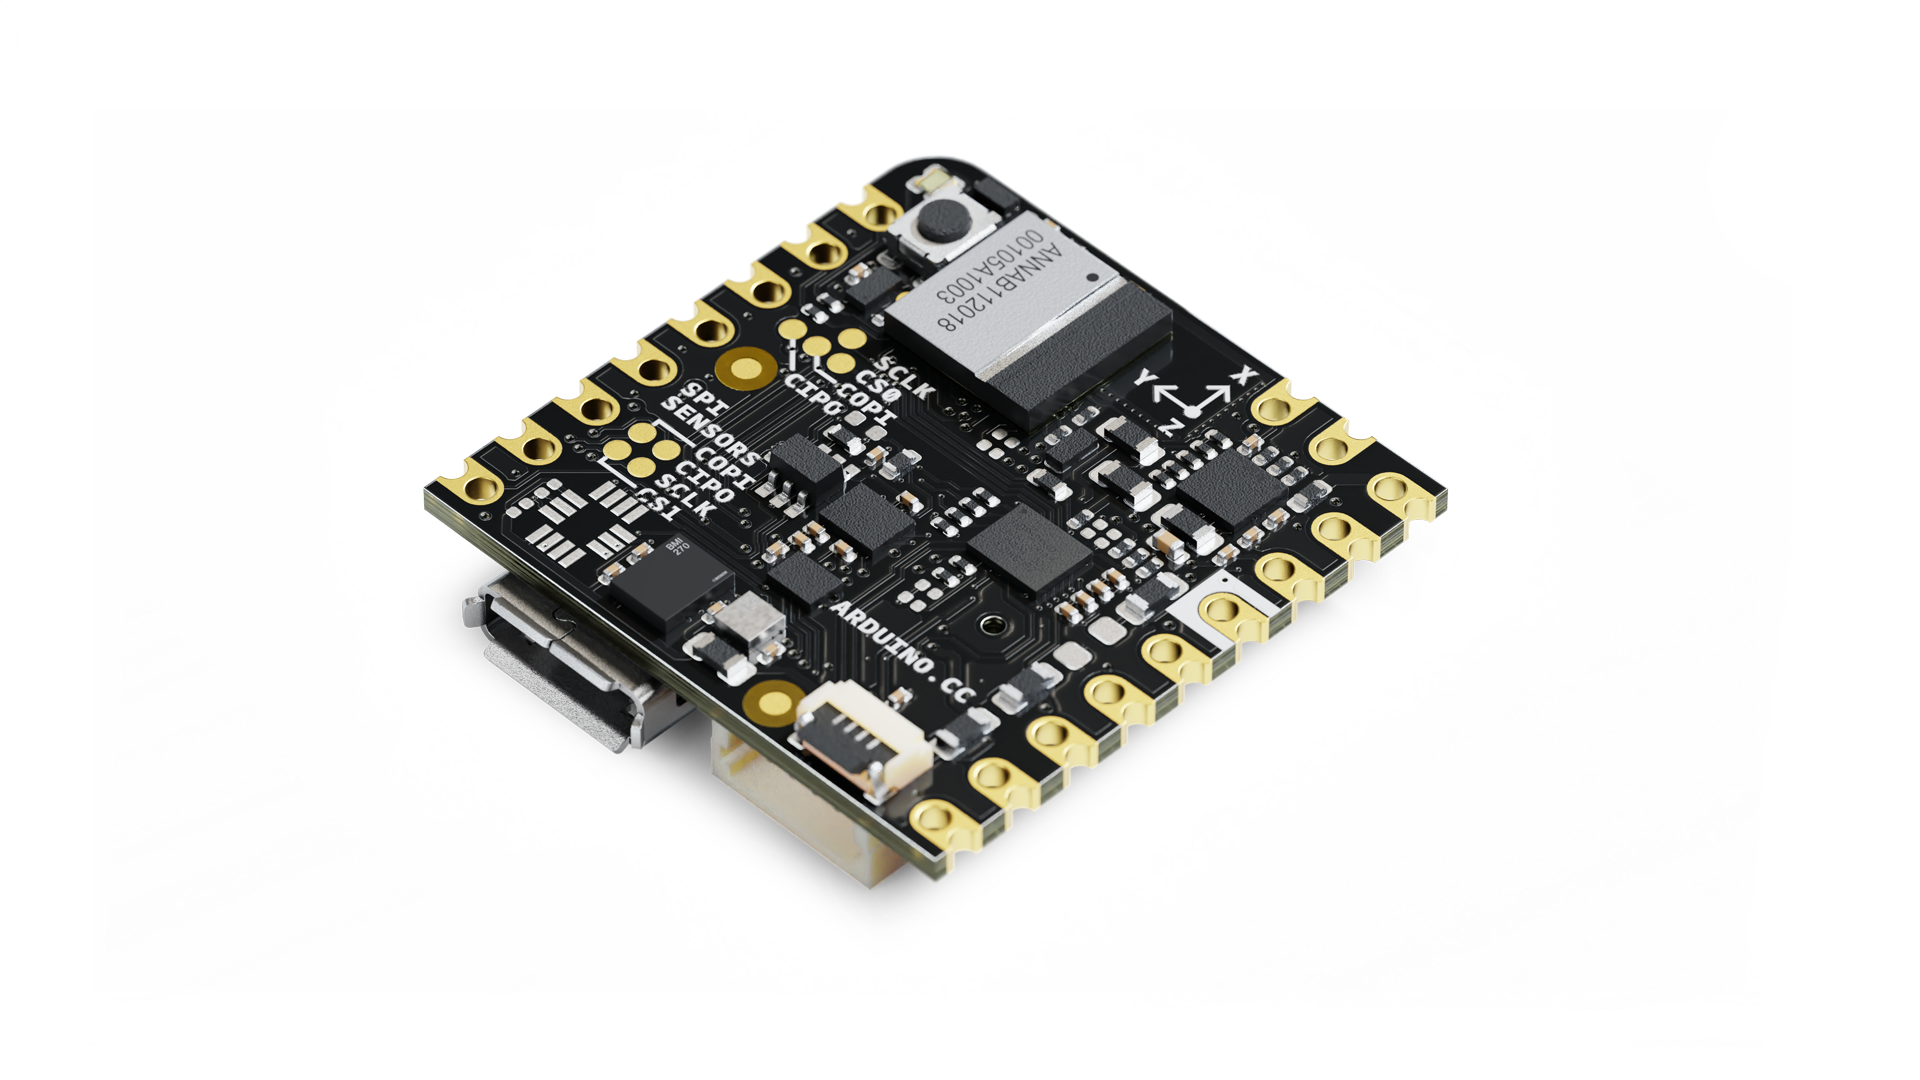 ANNAB112018
00105A1003
SCLK
CS0
COPI
CIPO
SPI
SENSORS
COPI
CIPO
SCLK
CS1
Y
X
Z
BMI
270
ARDUINO.CC